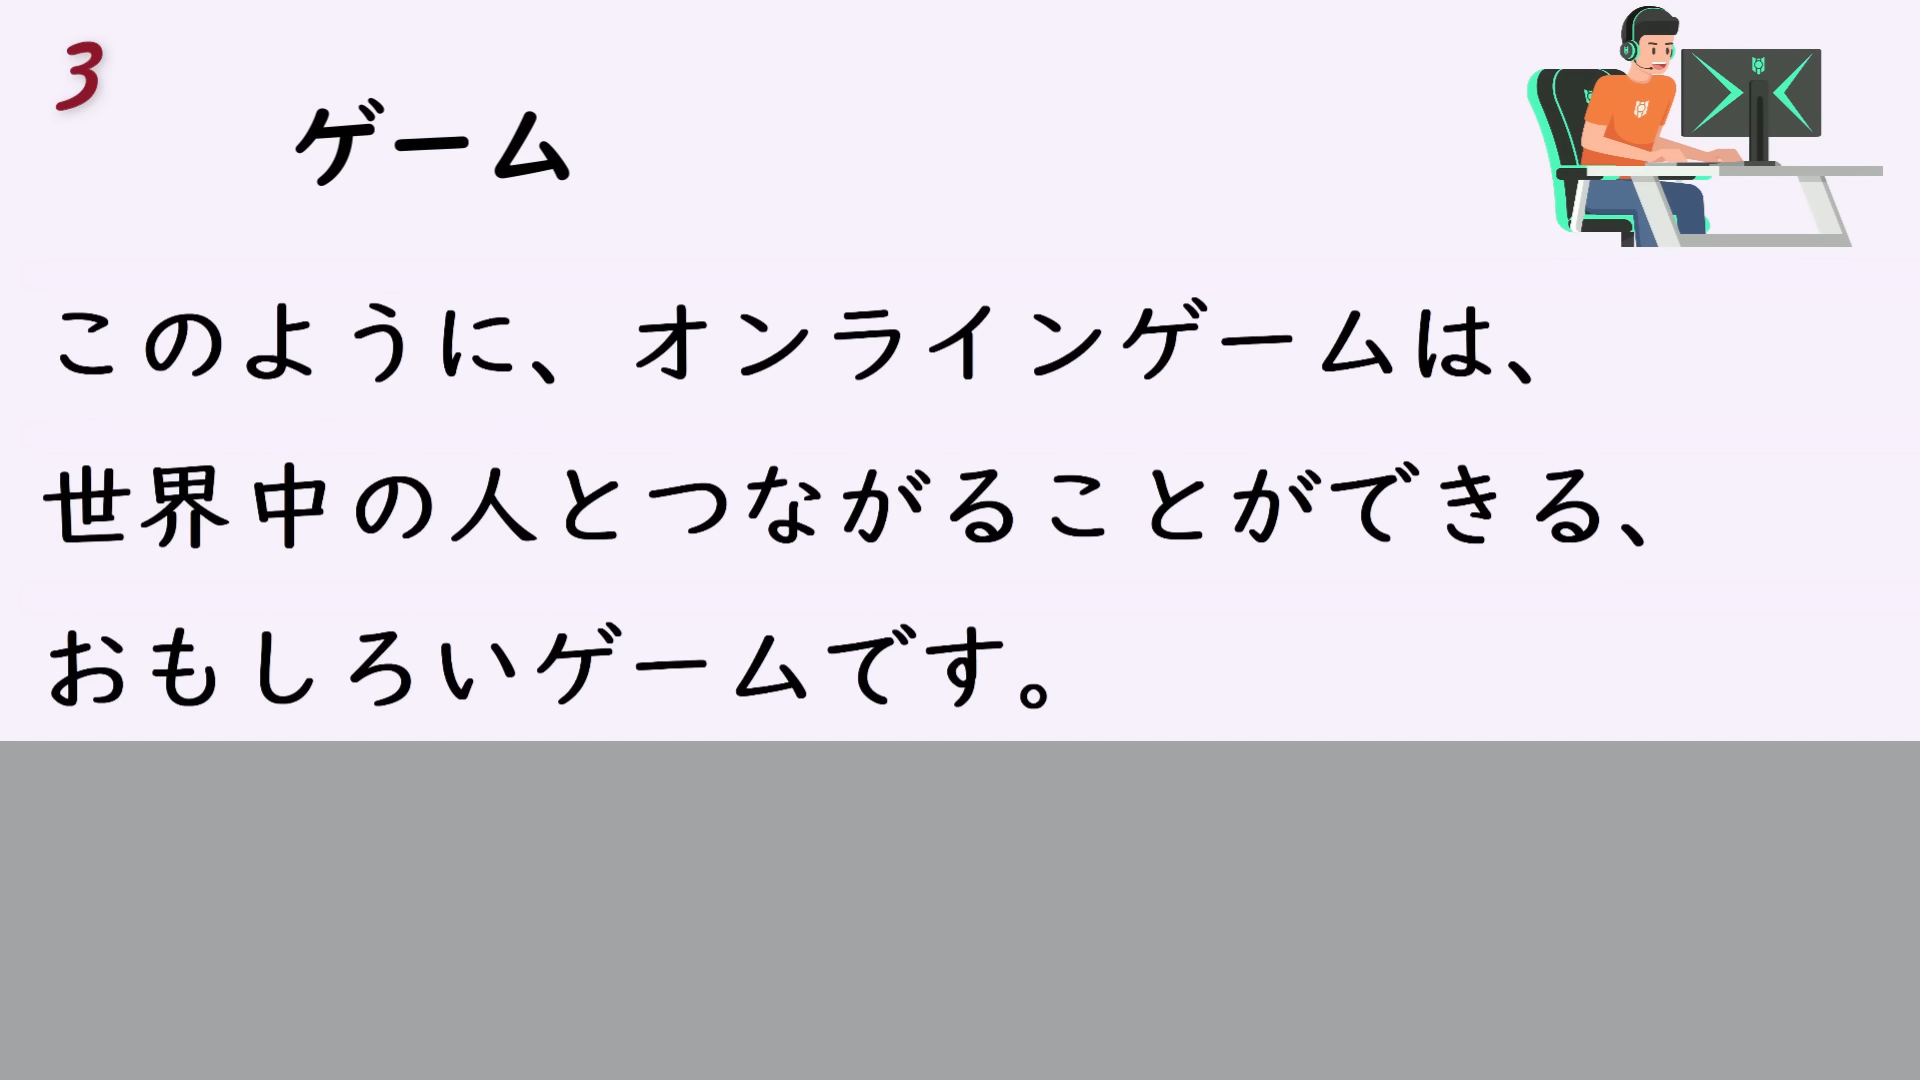 3
ゲーム
このように、オンラインゲームは、
世界中の人とつながることができる、
おもしろいゲームです。